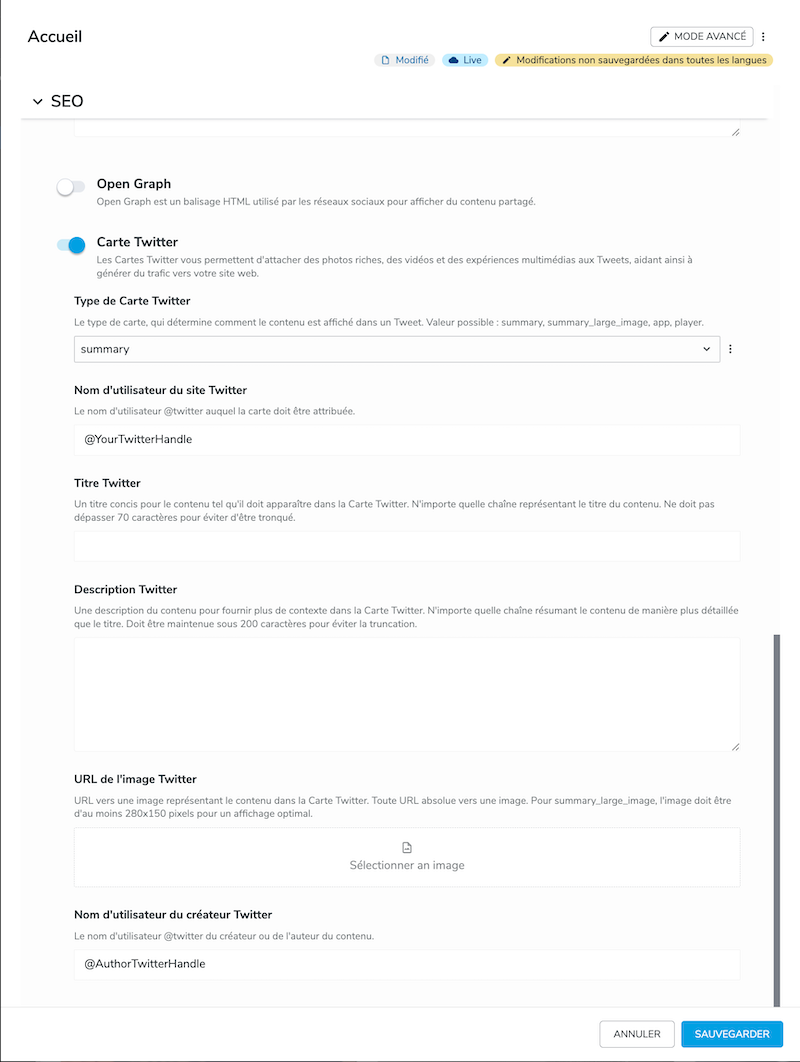 Accueil
MODE AVANCÉ
Modifié
Live
Modifications non sauvegardées dans toutes les langues
SEO
Open Graph
Open Graph est un balisage HTML utilisé par les réseaux sociaux pour afficher du contenu partagé.
Carte Twitter
Les Cartes Twitter vous permettent d'attacher des photos riches, des vidéos et des expériences multimédias aux Tweets, aidant ainsi à
générer du trafic vers votre site web.
Type de Carte Twitter
Le type de carte, qui détermine comment le contenu est affiché dans un Tweet. Valeur possible : summary, summary_large_image, app, player.
summary
Nom d'utilisateur du site Twitter
Le nom d'utilisateur @twitter auquel la carte doit être attribuée.
@YourTwitterHandle
Titre Twitter
Un titre concis pour le contenu tel qu'il doit apparaître dans la Carte Twitter. N'importe quelle chaîne représentant le titre du contenu. Ne doit pas
dépasser 70 caractères pour éviter d'être tronqué.
Description Twitter
Une description du contenu pour fournir plus de contexte dans la Carte Twitter. N'importe quelle chaîne résumant le contenu de manière plus détaillée
que le titre. Doit être maintenue sous 200 caractères pour éviter la truncation.
URL de l'image Twitter
URL vers une image représentant le contenu dans la Carte Twitter. Toute URL absolue vers une image. Pour summary_large_image, l'image doit être
d'au moins 280x150 pixels pour un affichage optimal.
Sélectionner an image
Nom d'utilisateur du créateur Twitter
Le nom d'utilisateur @twitter du créateur ou de l'auteur du contenu.
@AuthorTwitterHandle
ANNULER
SAUVEGARDER